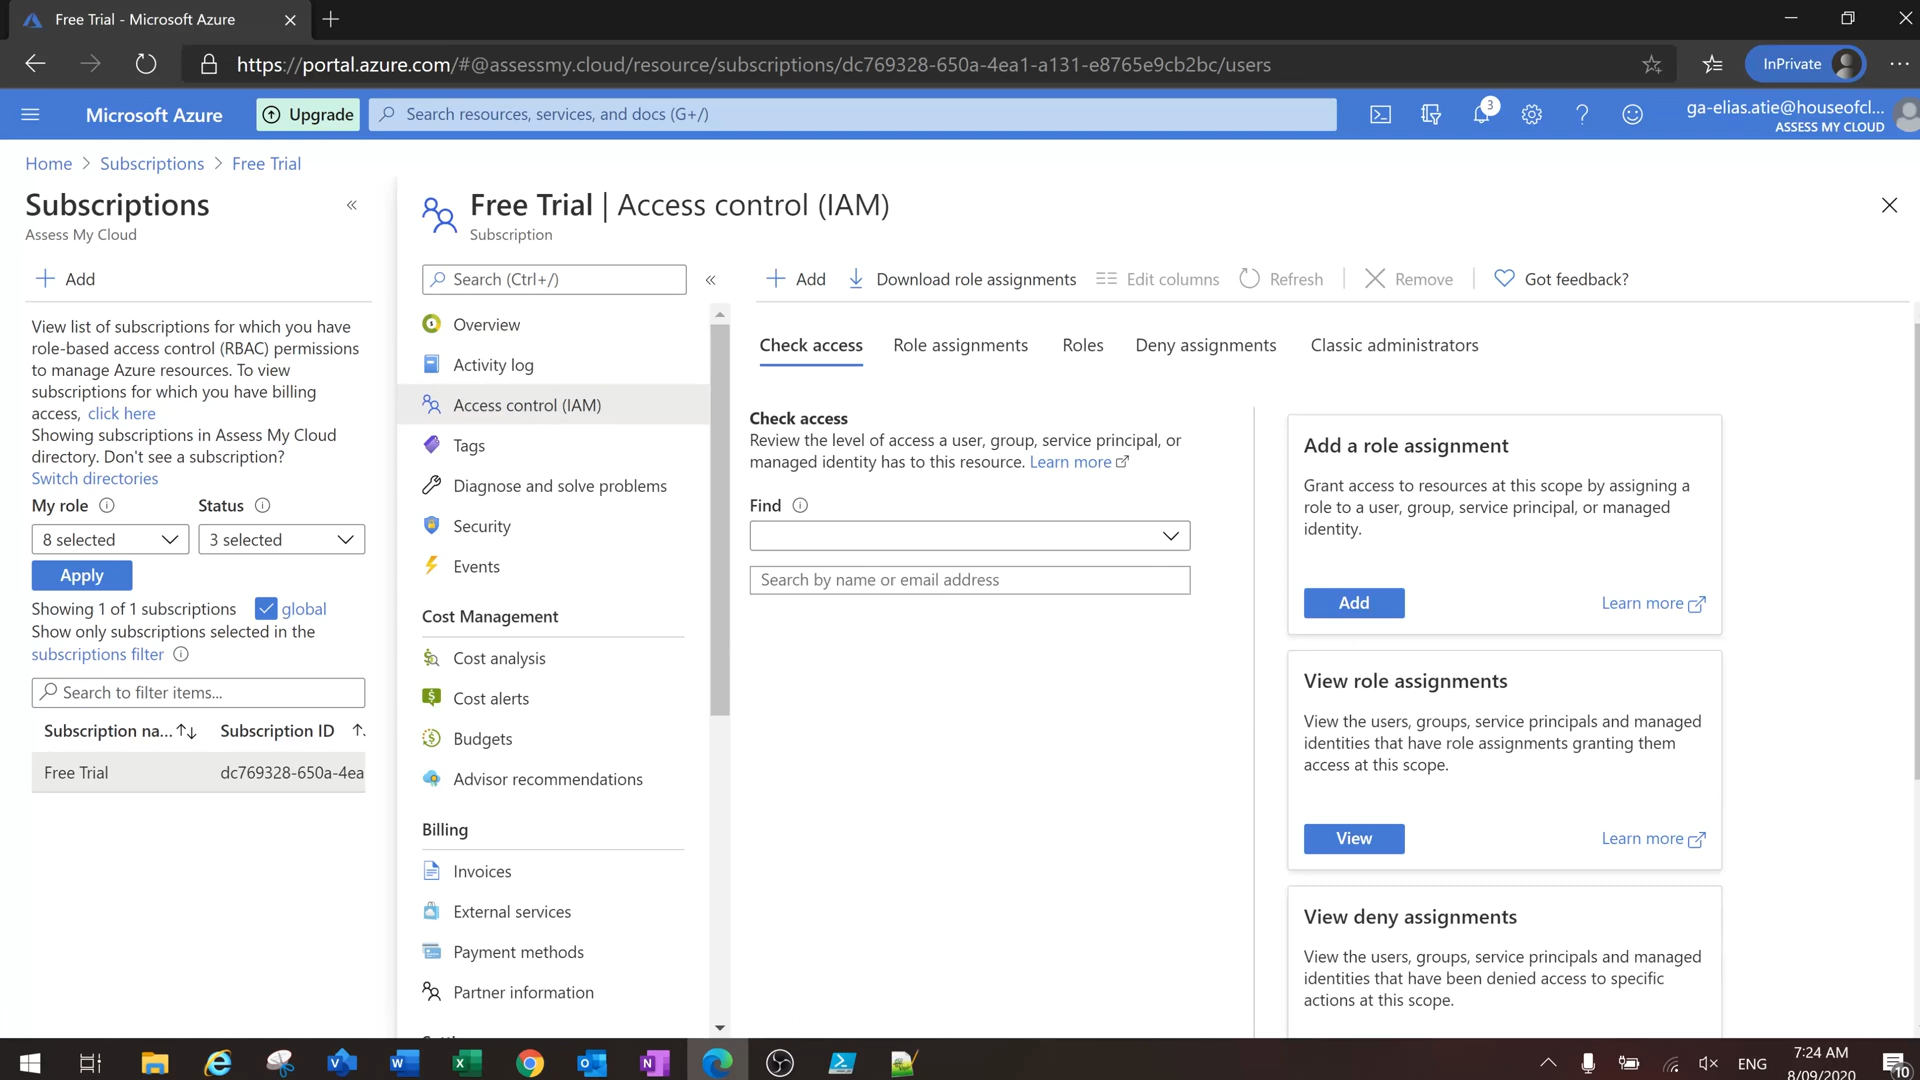 Free Trial - Microsoft Azure
https://portal.azure.com/#@assessmy.cloud/resource/subscriptions/dc769328-650a-4ea1-a131-e8765e9cb2bc/users
InPrivate
Microsoft Azure
Upgrade
Search resources, services, and docs (G+/)
3
ga-elias.atie@houseofcl...
ASSESS MY CLOUD
Home > Subscriptions > Free Trial
Subscriptions
Assess My Cloud
Add
View list of subscriptions for which you have
role-based access control (RBAC) permissions
to manage Azure resources. To view
subscriptions for which you have billing
access, click here
Showing subscriptions in Assess My Cloud
directory. Don't see a subscription?
Switch directories
My role
Status
8 selected
3 selected
Apply
Showing 1 of 1 subscriptions
global
Show only subscriptions selected in the
subscriptions filter
Search to filter items...
Subscription na...
Subscription ID
Free Trial
dc769328-650a-4ea
Free Trial | Access control (IAM)
Subscription
Search (Ctrl+/)
Overview
Activity log
Access control (IAM)
Tags
Diagnose and solve problems
Security
Events
Cost Management
Cost analysis
Cost alerts
Budgets
Advisor recommendations
Billing
Invoices
External services
Payment methods
Partner information
Add
Download role assignments
Edit columns
Refresh
Remove
Got feedback?
Check access
Role assignments
Roles
Deny assignments
Classic administrators
Check access
Review the level of access a user, group, service principal, or
managed identity has to this resource. Learn more
Find
Search by name or email address
Add a role assignment
Grant access to resources at this scope by assigning a
role to a user, group, service principal, or managed
identity.
Add
Learn more
View role assignments
View the users, groups, service principals and managed
identities that have role assignments granting them
access at this scope.
View
Learn more
View deny assignments
View the users, groups, service principals and managed
identities that have been denied access to specific
actions at this scope.
ENG
7:24 AM
8/09/2020
10